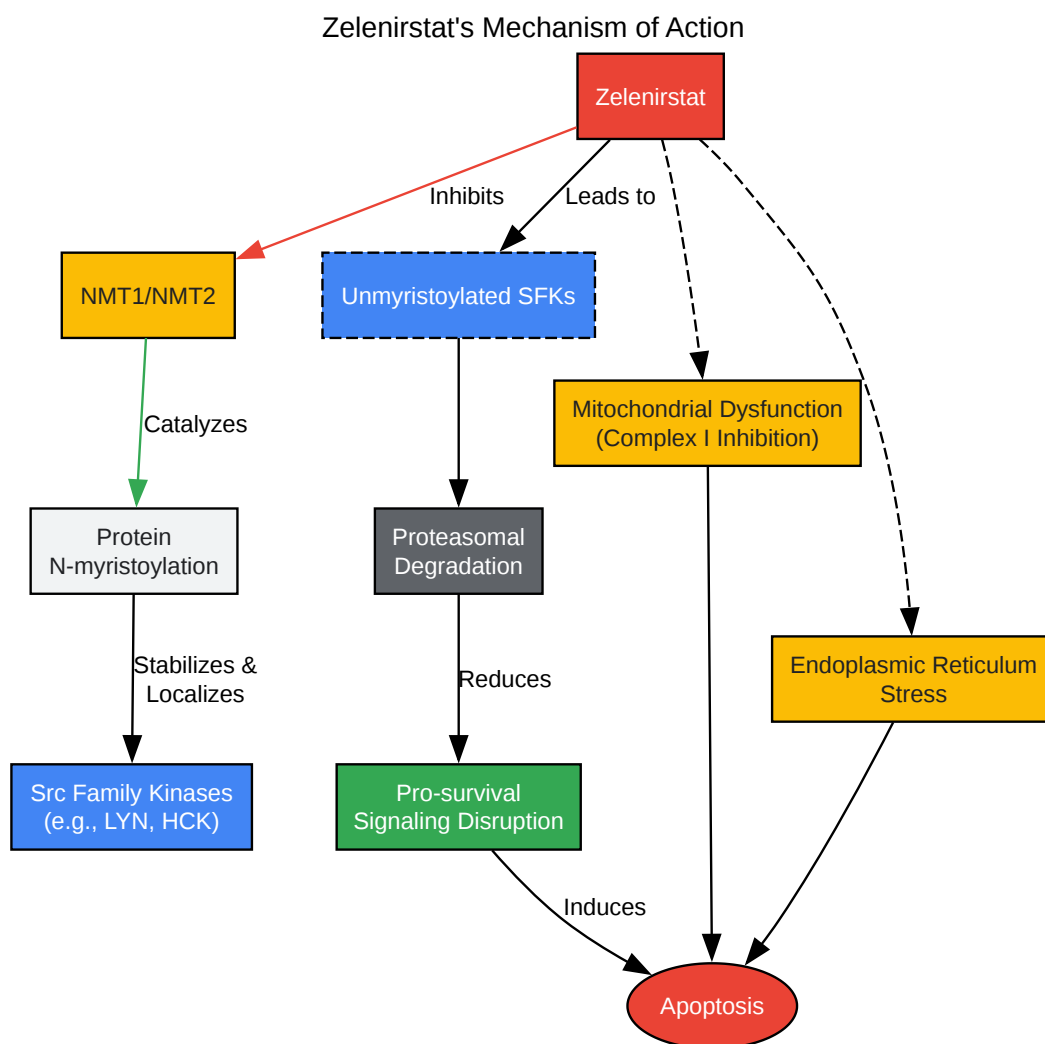 Zelenirstat's Mechanism of Action
Zelenirstat
Inhibits
Leads to
NMT1/NMT2
Unmyristoylated SFKs
Mitochondrial Dysfunction
(Complex I Inhibition)
Catalyzes
Protein
N-myristoylation
Proteasomal
Degradation
Endoplasmic Reticulum
Stress
Stabilizes &
Localizes
Reduces
Src Family Kinases
(e.g., LYN, HCK)
Pro-survival
Signaling Disruption
Induces
Apoptosis